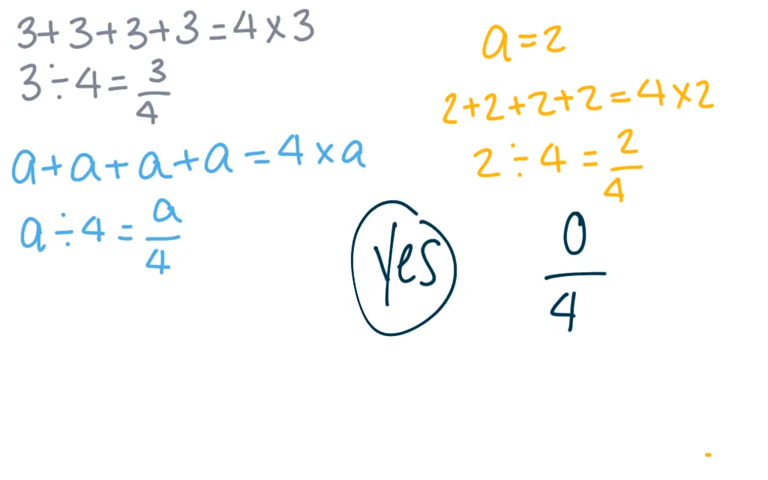 3+3+3+3=4×3
3÷4=3/4
a+a+a+a=4×a
a÷4=a/4
a=2
2+2+2+2=4×2
2÷4=2/4
Yes
0/4